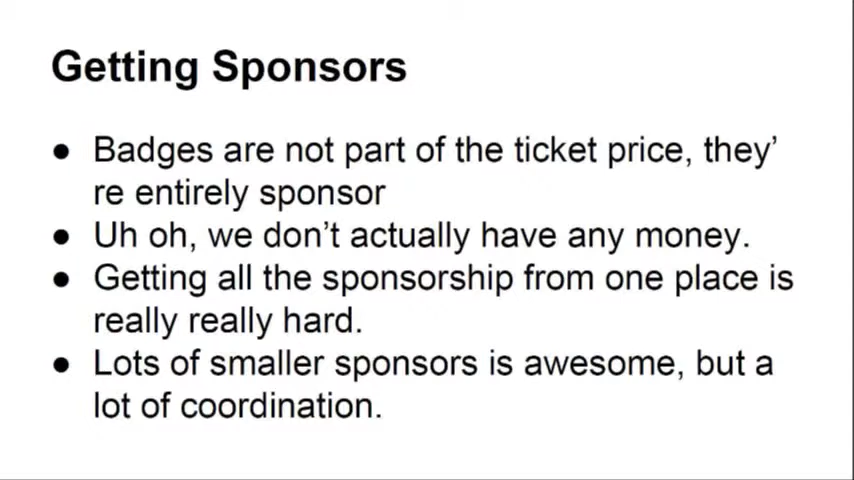 Getting Sponsors
● Badges are not part of the ticket price, they’
re entirely sponsor
● Uh oh, we don’t actually have any money.
● Getting all the sponsorship from one place is
really really hard.
● Lots of smaller sponsors is awesome, but a
lot of coordination.